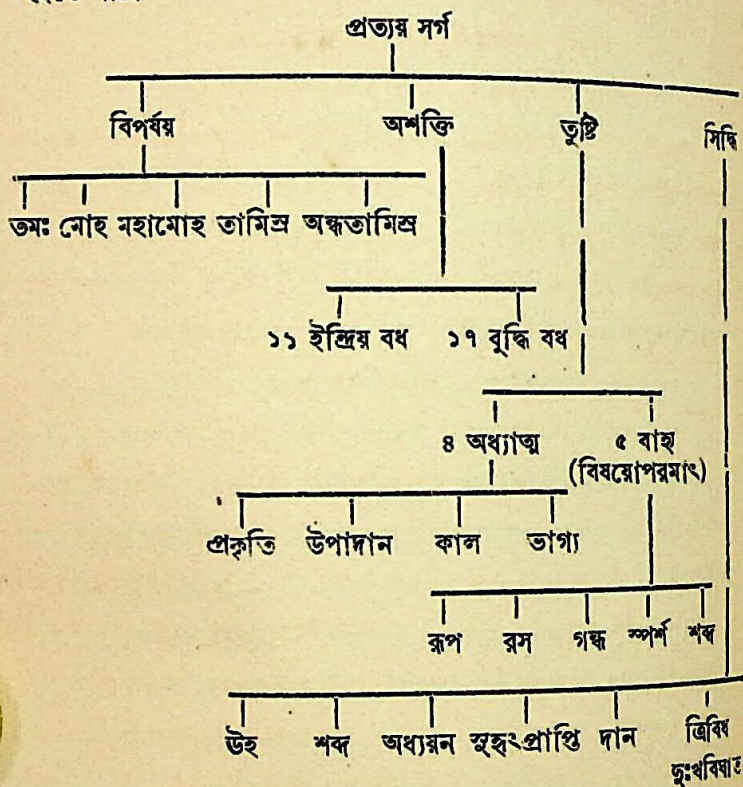 প্রত্যয় সর্গ
বিপর্যয় অশক্তি তুষ্টি সিদ্ধি
তমঃ মোহ মহামোহ তামিস্র অন্ধতামিস্র
১১ ইন্দ্রিয় বধ ১৭ বুদ্ধি বধ
৪ অধ্যাত্ম ৫ বাহ্য
(বিষয়োপরমাৎ)
প্রকৃতি উপাদান কাল ভাগ্য
রূপ রস গন্ধ স্পর্শ শব্দ
ঊহ শব্দ অধ্যয়ন সুহৃৎপ্রাপ্তি দান ত্রিবিধ
দুঃখবিঘাত